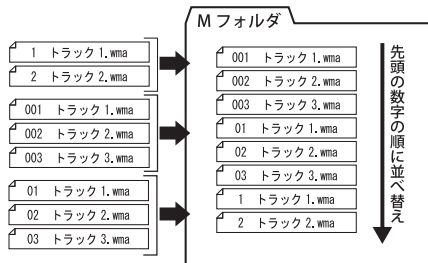 1 トラック 1.wma
2 トラック 2.wma
001 トラック 1.wma
002 トラック 2.wma
003 トラック 3.wma
01 トラック 1.wma
02 トラック 2.wma
03 トラック 3.wma
M フォルダ
001 トラック 1.wma
002 トラック 2.wma
003 トラック 3.wma
01 トラック 1.wma
02 トラック 2.wma
03 トラック 3.wma
1 トラック 1.wma
2 トラック 2.wma
先頭の数字の順に並べ替え